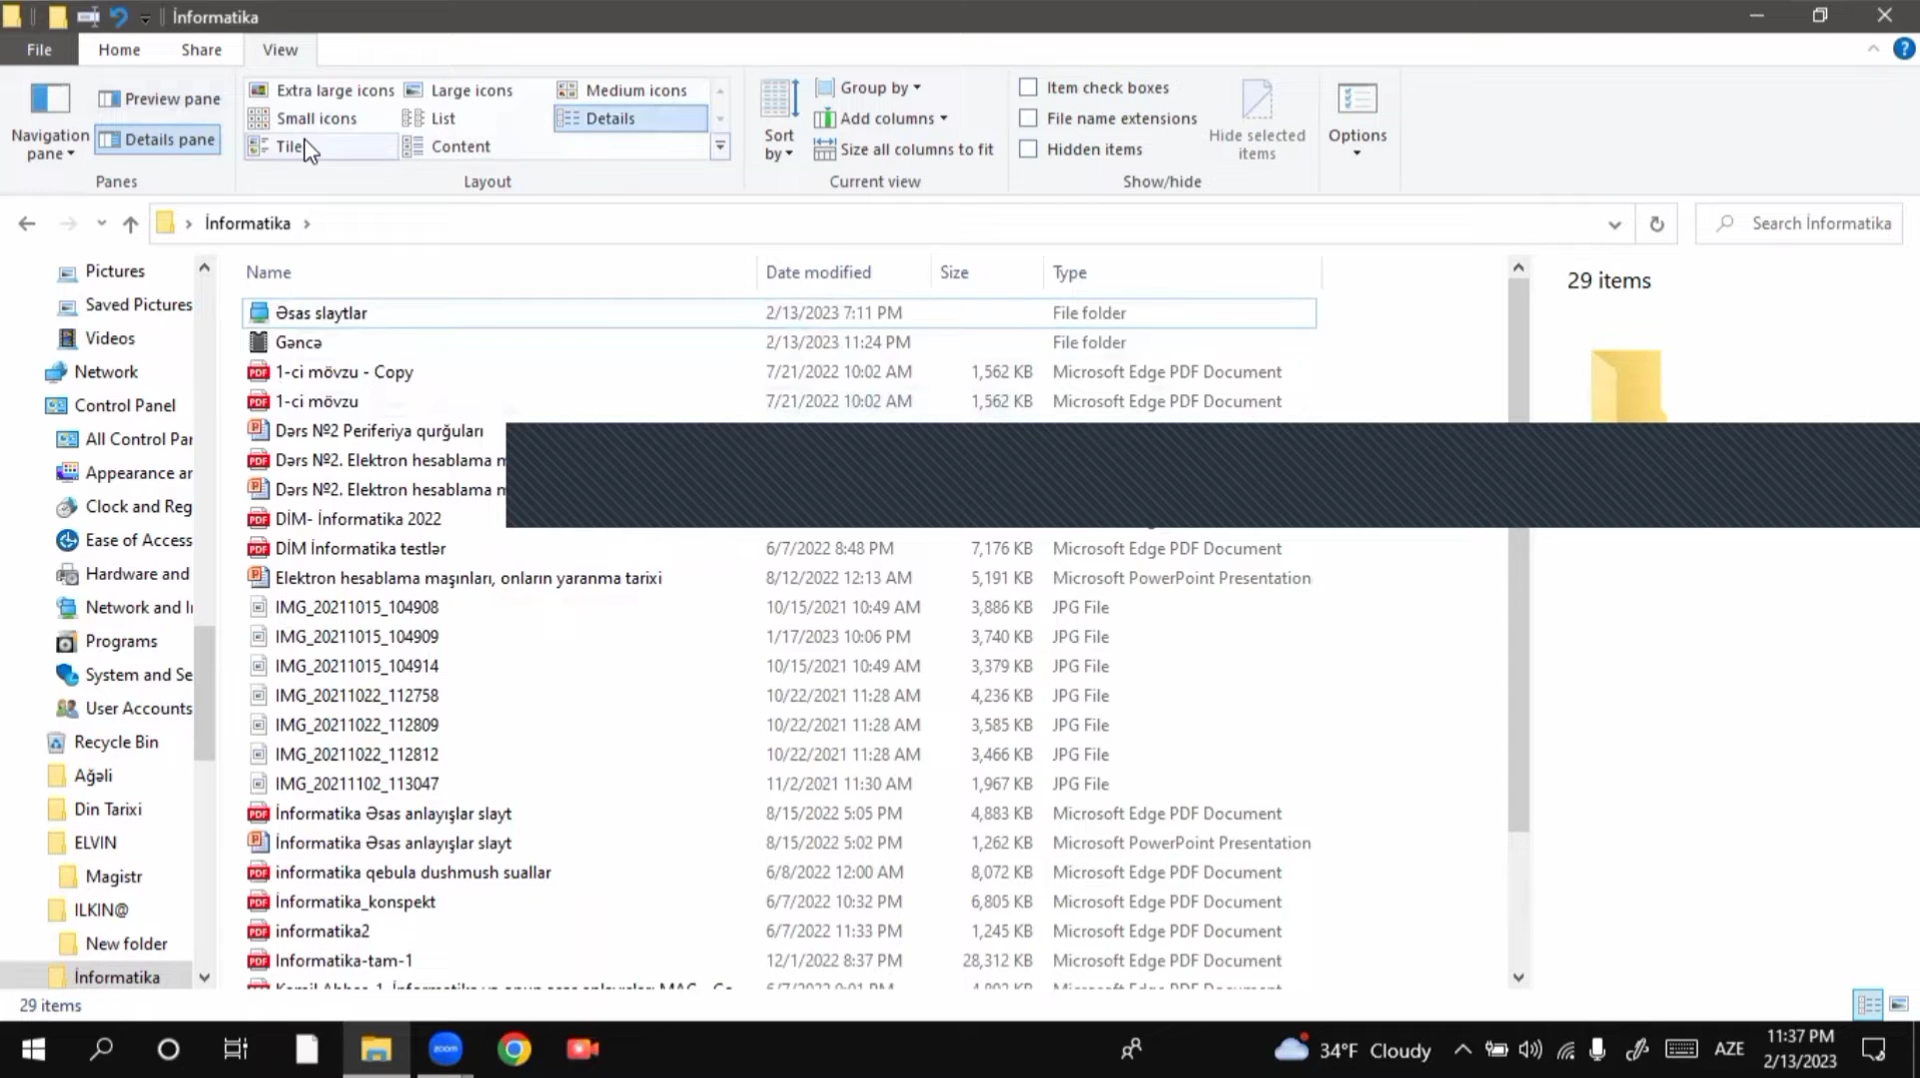 İnformatika
File Home Share View
Navigation pane
Preview pane
Details pane
Panes
Extra large icons Large icons Medium icons
Small icons List Details
Content
Layout
Sort by
Group by
Add columns
Size all columns to fit
Current view
Item check boxes
File name extensions
Hidden items
Hide selected items
Show/hide
Options
İnformatika
Search İnformatika
Pictures
Saved Pictures
Videos
Network
Control Panel
All Control
Appearance
Clock and
Ease of Access
Hardware and
Network and
Programs
System and
User Accounts
Recycle Bin
Ağəli
Din Tarixi
ELVIN
Magistr
ILKIN@
New folder
İnformatika
Name Date modified Size Type
Əsas slaytlar 2/13/2023 7:11 PM File folder
Gəncə 2/13/2023 11:24 PM File folder
PDF 1-ci mövzu - Copy 7/21/2022 10:02 AM 1,562 KB Microsoft Edge PDF Document
PDF 1-ci mövzu 7/21/2022 10:02 AM 1,562 KB Microsoft Edge PDF Document
Dərs №2 Periferiya qurğuları
PDF Dərs №2. Elektron hesablama
Dərs №2. Elektron hesablama
PDF DİM- İnformatika 2022
PDF DİM İnformatika testlər 6/7/2022 8:48 PM 7,176 KB Microsoft Edge PDF Document
Elektron hesablama maşınları, onların yaranma tarixi 8/12/2022 12:13 AM 5,191 KB Microsoft PowerPoint Presentation
IMG_20211015_104908 10/15/2021 10:49 AM 3,886 KB JPG File
IMG_20211015_104909 1/17/2023 10:06 PM 3,740 KB JPG File
IMG_20211015_104914 10/15/2021 10:49 AM 3,379 KB JPG File
IMG_20211022_112758 10/22/2021 11:28 AM 4,236 KB JPG File
IMG_20211022_112809 10/22/2021 11:28 AM 3,585 KB JPG File
IMG_20211022_112812 10/22/2021 11:28 AM 3,466 KB JPG File
IMG_20211102_113047 11/2/2021 11:30 AM 1,967 KB JPG File
PDF İnformatika Əsas anlayışlar slayt 8/15/2022 5:05 PM 4,883 KB Microsoft Edge PDF Document
İnformatika Əsas anlayışlar slayt 8/15/2022 5:02 PM 1,262 KB Microsoft PowerPoint Presentation
PDF informatika qebula dushmush suallar 6/8/2022 12:00 AM 8,072 KB Microsoft Edge PDF Document
PDF İnformatika_konspekt 6/7/2022 10:32 PM 6,805 KB Microsoft Edge PDF Document
PDF informatika2 6/7/2022 11:33 PM 1,245 KB Microsoft Edge PDF Document
PDF Informatika-tam-1 12/1/2022 8:37 PM 28,312 KB Microsoft Edge PDF Document
29 items
29 items
zoom
34°F Cloudy
AZE
11:37 PM
2/13/2023